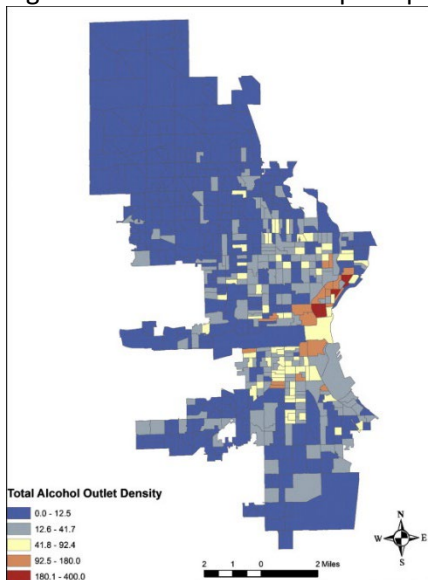 Total Alcohol Outlet Density
0.0 - 12.5
12.6 - 41.7
41.8 - 92.4
92.5 - 180.0
180.1 - 400.0
2 1 0 2 Miles
N
W E
S